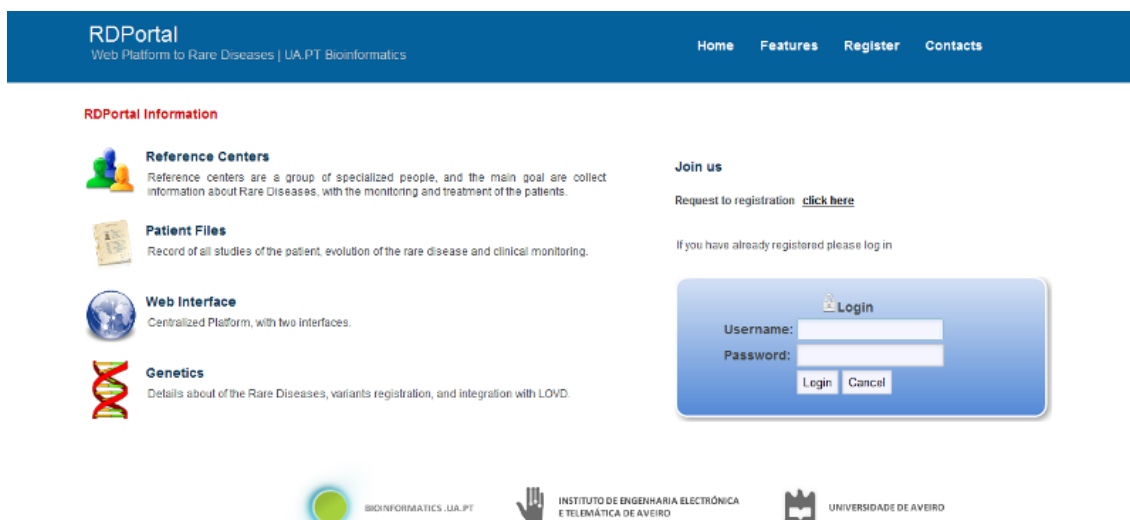 RDPortal
Web Platform to Rare Diseases | UA.PT Bioinformatics
Home Features Register Contacts
RDPortal Information
Reference Centers
Reference centers are a group of specialized people, and the main goal are collect
information about Rare Diseases, with the monitoring and treatment of the patients.
Patient Files
Record of all studies of the patient, evolution of the rare disease and clinical monitoring.
Web Interface
Centralized Platform, with two interfaces.
Genetics
Details about of the Rare Diseases, variants registration, and integration with LOVD.
Join us
Request to registration click here
If you have already registered please log in
Login
Username:
Password:
Login Cancel
BIOINFORMATICS.UA.PT
INSTITUTO DE ENGENHARIA ELECTRÓNICA
E TELEMÁTICA DE AVEIRO
UNIVERSIDADE DE AVEIRO